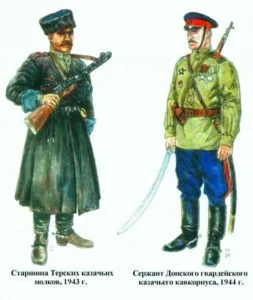 Старшина Терских казачьих
полков, 1943 г.
Сержант Донского гвардейского
казачьего кавкорпуса, 1944 г.